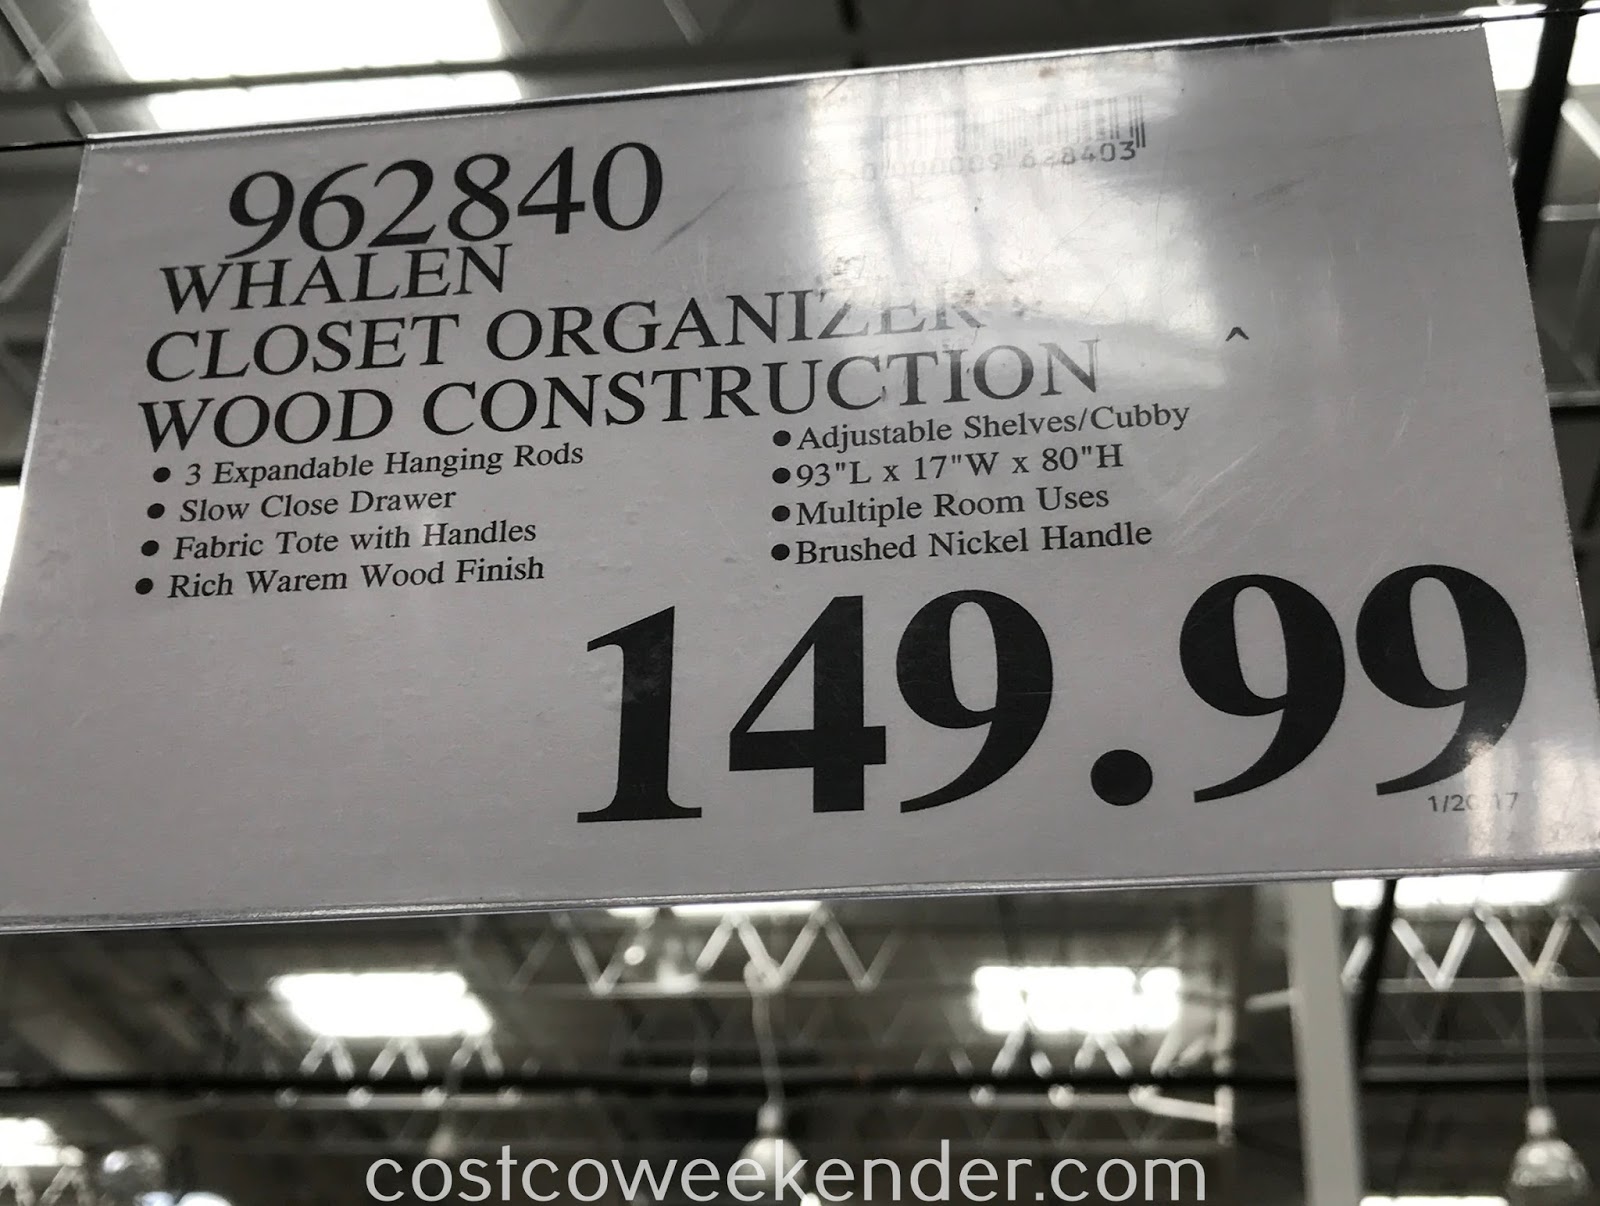 962840
WHALEN
CLOSET ORGANIZER
WOOD CONSTRUCTION
^
• 3 Expandable Hanging Rods
• Slow Close Drawer
• Fabric Tote with Handles
• Rich Warem Wood Finish
• Adjustable Shelves/Cubby
• 93"L x 17"W x 80"H
• Multiple Room Uses
• Brushed Nickel Handle
149.99
costcoweekender.com